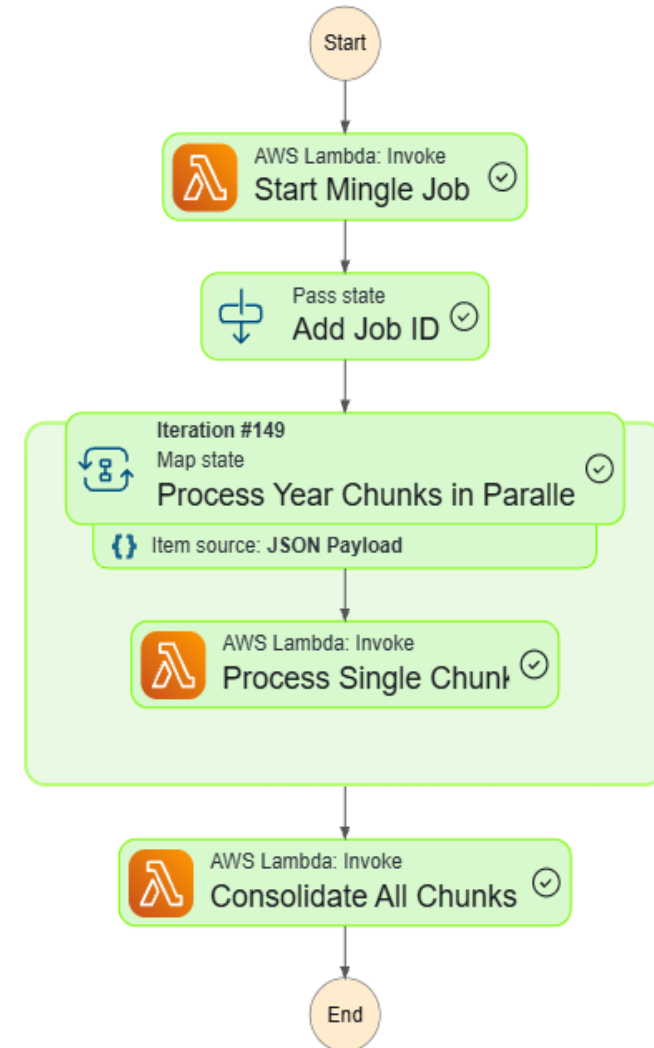 Start
AWS Lambda: Invoke
Start Mingle Job
Pass state
Add Job ID
Iteration #149
Map state
Process Year Chunks in Paralle
{} Item source: JSON Payload
AWS Lambda: Invoke
Process Single Chunk
AWS Lambda: Invoke
Consolidate All Chunks
End